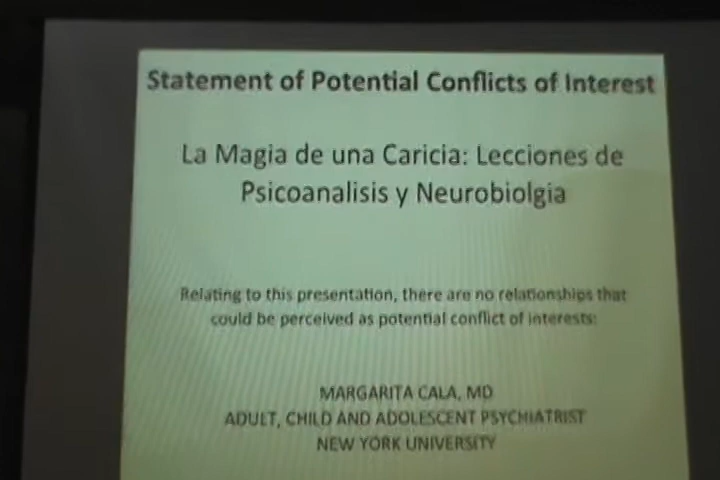 Statement of Potential Conflicts of Interest
La Magia de una Caricia: Lecciones de
Psicoanalisis y Neurobiolgia
Relating to this presentation, there are no relationships that
could be perceived as potential conflict of interests:
MARGARITA CALA, MD
ADULT, CHILD AND ADOLESCENT PSYCHIATRIST
NEW YORK UNIVERSITY